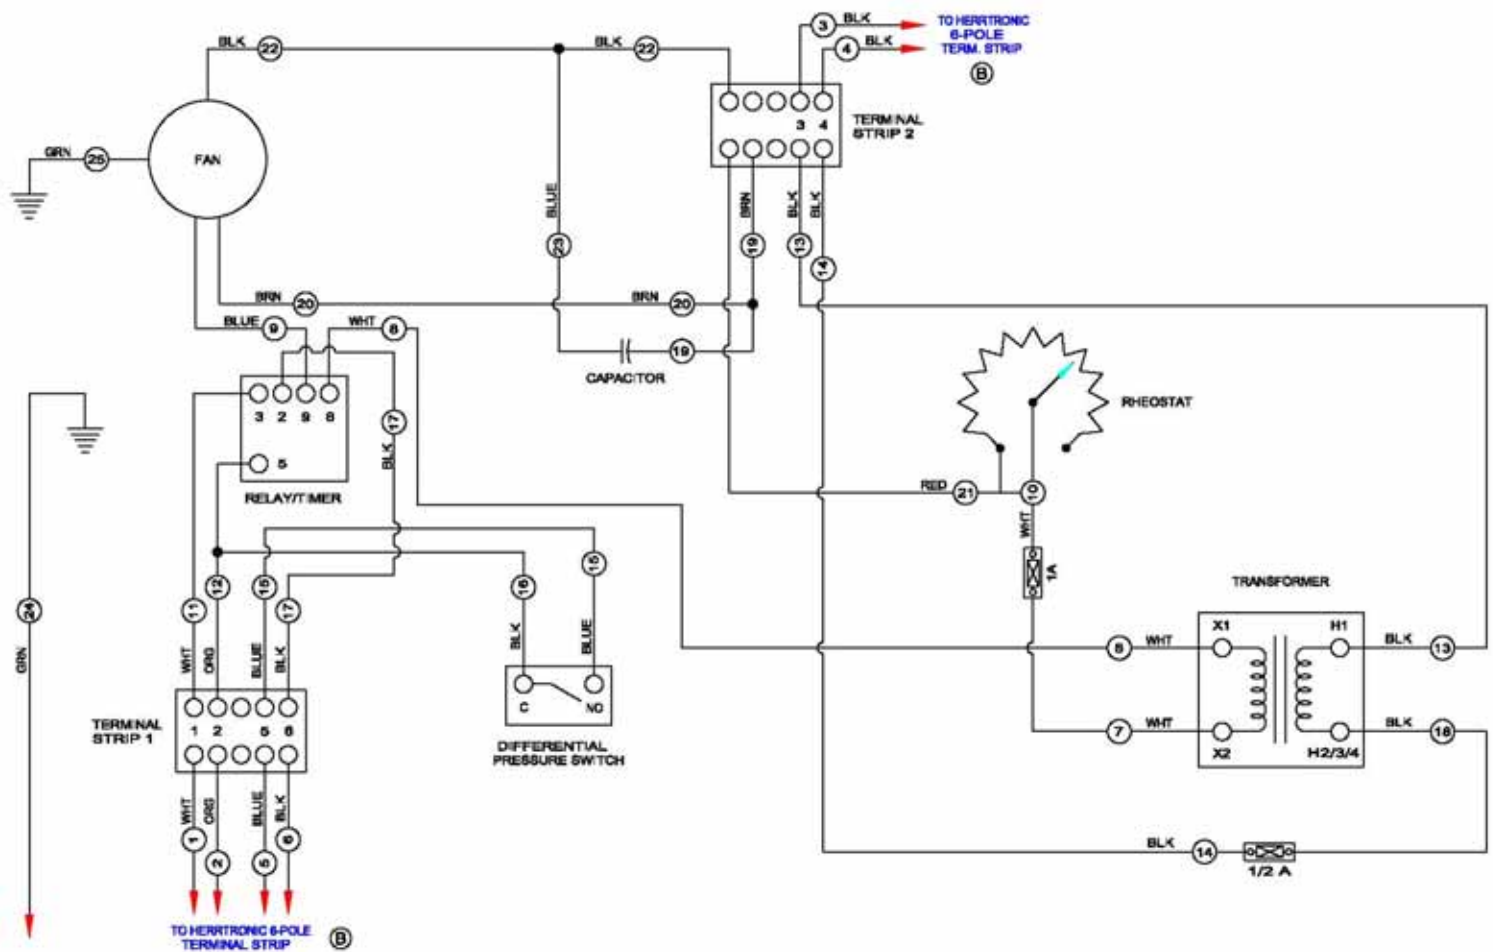 3 BLK TO HERRTRONIC
6-POLE
4 BLK TERM. STRIP
B
BLK 22 BLK 22
TERMINAL
STRIP 2
3 4
GRN 25
FAN
BLUE
23
BRN
19
BLK
13
BLK
14
BRN 20 BRN 20
BLUE 9 WHT 8
19
CAPACITOR
3 2 9 8
5
RELAY/TIMER
17
BLK
RHEOSTAT
RED 21 10
WHT
1A
24
GRN
11
WHT
12
ORG
15
BLUE
17
BLK
16
BLK
15
BLUE
C NO
DIFFERENTIAL
PRESSURE SWITCH
TRANSFORMER
X1 H1
8 WHT BLK 13
7 WHT BLK 18
X2 H2/3/4
BLK 14
1/2 A
TERMINAL
STRIP 1
1 2 5 6
WHT
1
ORG
2
BLUE
5
BLK
6
TO HERRTRONIC 6-POLE
TERMINAL STRIP
B